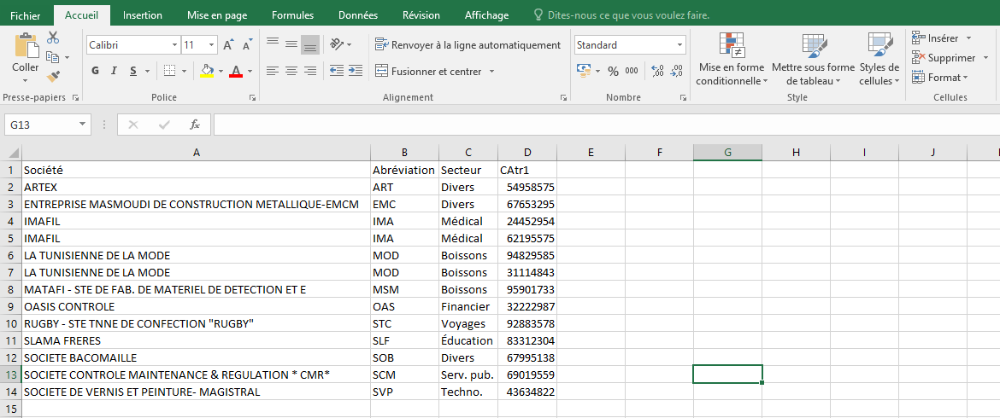 Fichier Accueil Insertion Mise en page Formules Données Révision Affichage Dites-nous ce que vous voulez faire.
Coller Calibri 11 A A Renvoyer à la ligne automatiquement Standard Insérer
G I S A Fusionner et centrer % 000 Mise en forme conditionnelle Mettre sous forme de tableau Styles de cellules Supprimer
Format
Presse-papiers Police Alignement Nombre Style Cellules
G13 fx
A B C D E F G H I J
1 Société Abréviation Secteur CAtr1
2 ARTEX ART Divers 54958575
3 ENTREPRISE MASMOUDI DE CONSTRUCTION METALLIQUE-EMCM EMC Divers 67653295
4 IMAFIL IMA Médical 24452954
5 IMAFIL IMA Médical 62195575
6 LA TUNISIENNE DE LA MODE MOD Boissons 94829585
7 LA TUNISIENNE DE LA MODE MOD Boissons 31114843
8 MATAFI - STE DE FAB. DE MATERIEL DE DETECTION ET E MSM Boissons 95901733
9 OASIS CONTROLE OAS Financier 32222987
10 RUGBY - STE TNNE DE CONFECTION "RUGBY" STC Voyages 92883578
11 SLAMA FRERES SLF Éducation 83312304
12 SOCIETE BACOMAILLE SOB Divers 67995138
13 SOCIETE CONTROLE MAINTENANCE & REGULATION * CMR* SCM Serv. pub. 69019559
14 SOCIETE DE VERNIS ET PEINTURE- MAGISTRAL SVP Techno. 43634822
15